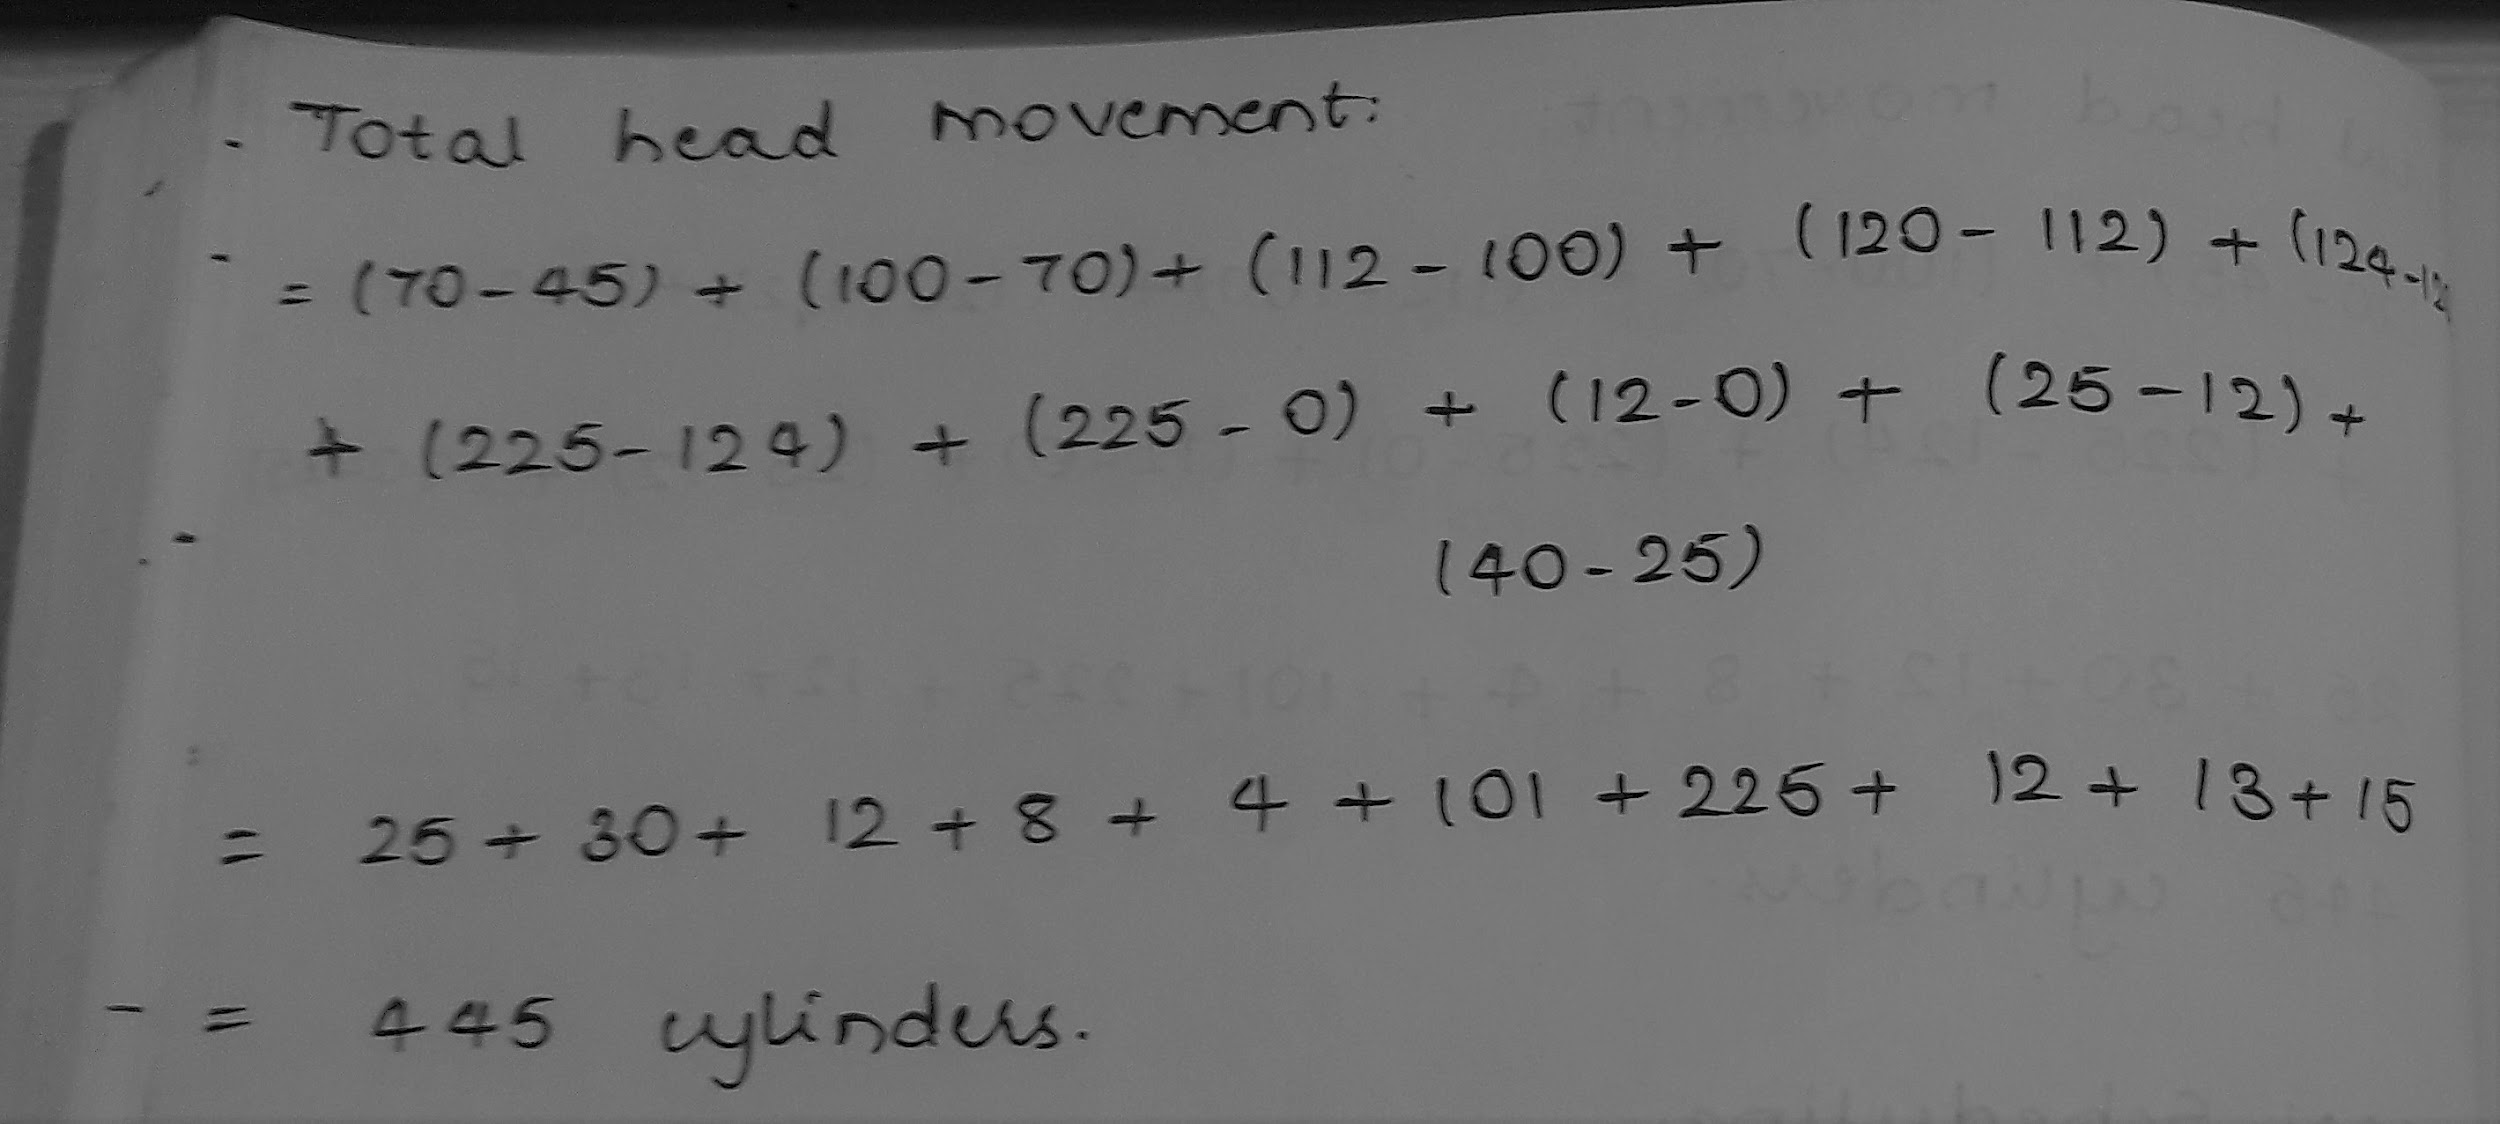 Total head movement:
= (70-45) + (100-70) + (112-100) + (120-112) + (124-12
+ (225-124) + (225-0) + (12-0) + (25-12) +
(40-25)
= 25 + 30 + 12 + 8 + 4 + 101 + 225 + 12 + 13 + 15
= 445 cylinders.